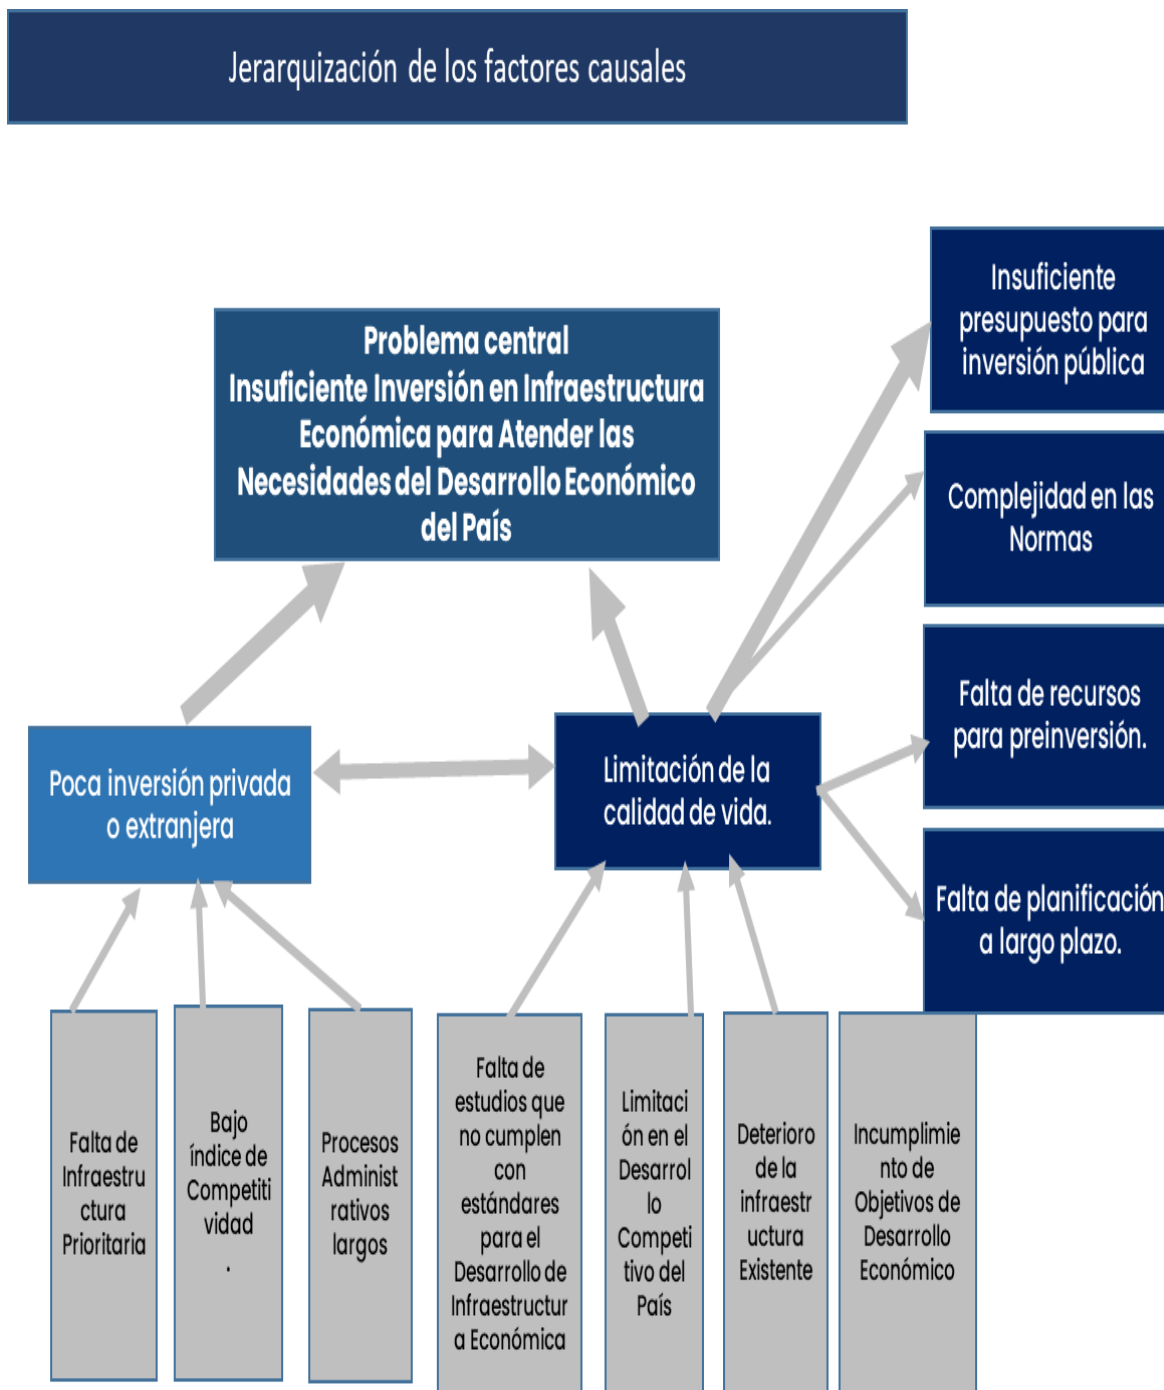 Jerarquización de los factores causales
Problema central
Insuficiente Inversión en Infraestructura
Económica para Atender las
Necesidades del Desarrollo Económico
del País
Insuficiente
presupuesto para
inversión pública
Complejidad en las
Normas
Falta de recursos
para preinversión.
Falta de planificación
a largo plazo.
Poca inversión privada
o extranjera
Limitación de la
calidad de vida.
Falta de
Infraestru
ctura
Prioritaria
Bajo
índice de
Competiti
vidad
.
Procesos
Administ
rativos
largos
Falta de
estudios que
no cumplen
con
estándares
para el
Desarrollo de
Infraestructur
a Económica
Limitaci
ón en el
Desarrol
lo
Competi
tivo del
País
Deterioro
de la
infraestr
uctura
Existente
Incumplimie
nto de
Objetivos de
Desarrollo
Económico